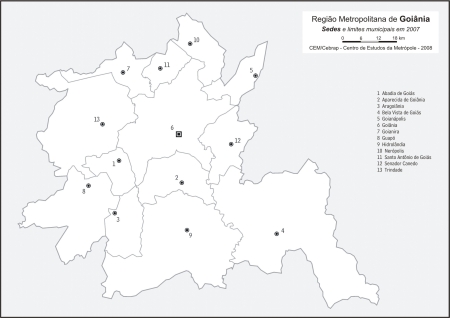 Região Metropolitana de Goiânia
Sedes e limites municipais em 2007
0 6 12 18 km
CEM/Cebrap - Centro de Estudos da Metrópole - 2008
10
7
11
5
1 Abadia de Goiás
2 Aparecida de Goiânia
3 Aragoiânia
4 Bela Vista de Goiás
5 Goianápolis
6 Goiânia
7 Goianira
8 Guapó
9 Hidrolândia
10 Nerópolis
11 Santo Antônio de Goiás
12 Senador Canedo
13 Trindade
13
6
12
1
2
8
3
9
4